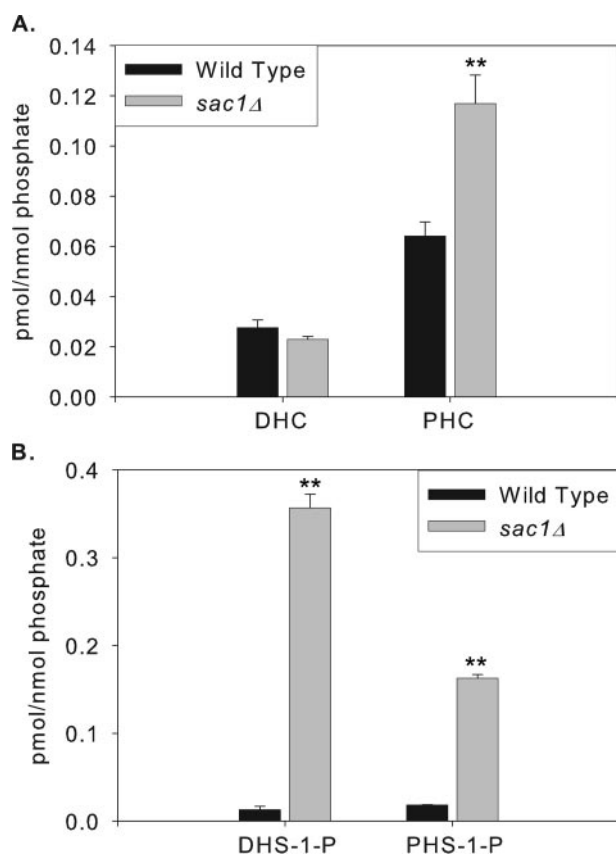 A.
0.14
0.12
0.10
0.08
0.06
0.04
0.02
0.00
pmol/nmol phosphate
Wild Type
sac1Δ
**
DHC PHC
B.
0.4
0.3
0.2
0.1
0.0
pmol/nmol phosphate
Wild Type
sac1Δ
**
**
DHS-1-P PHS-1-P